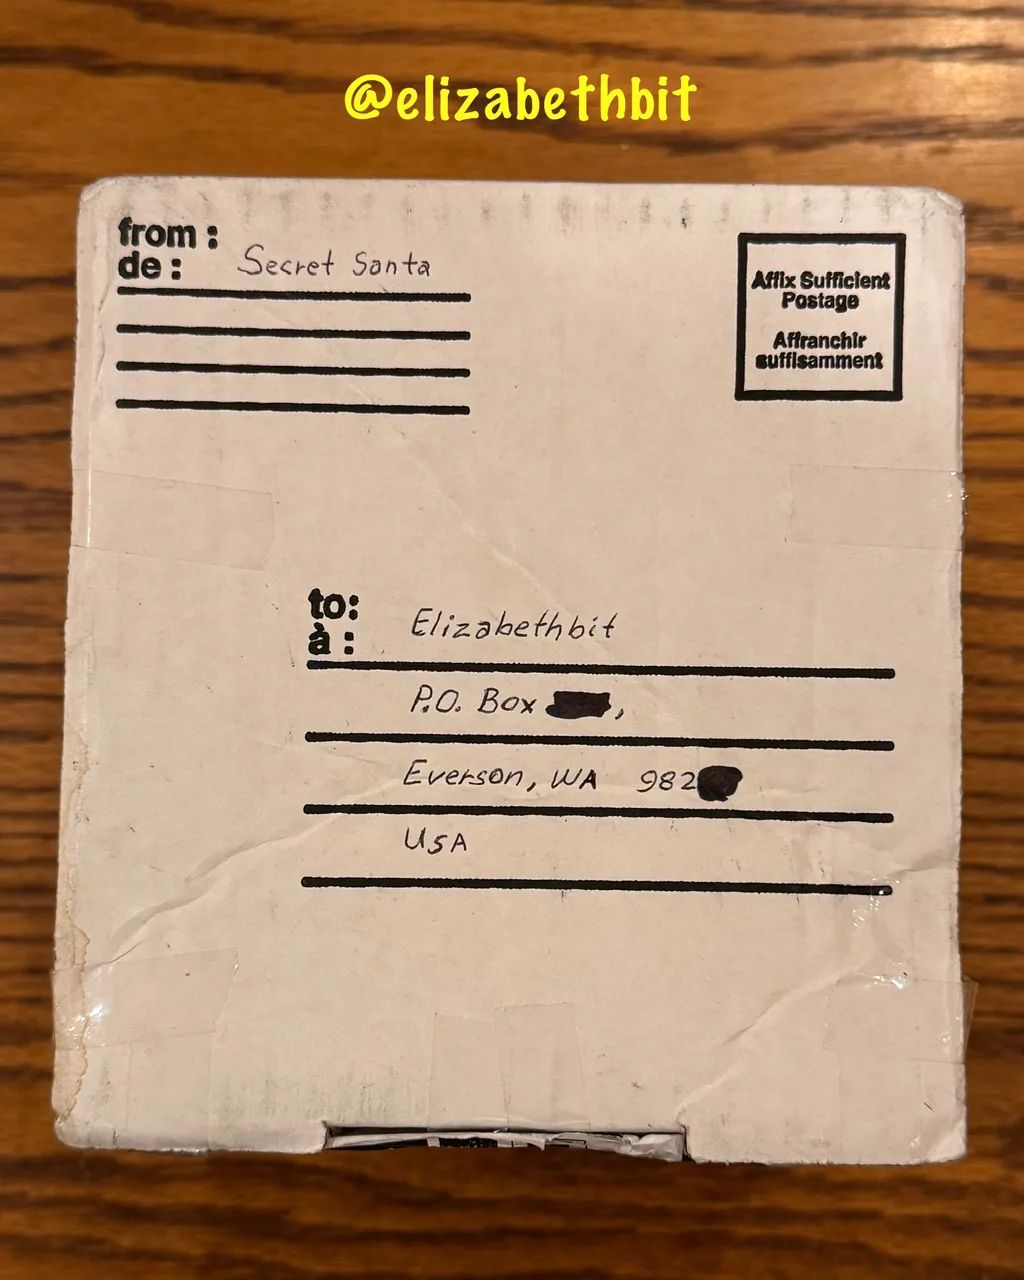 @elizabethbit
from :
de : Secret Santa
Affix Sufficient
Postage
Affranchir
suffisamment
to:
à : Elizabethbit
P.O. Box ,
Everson, WA 982
USA